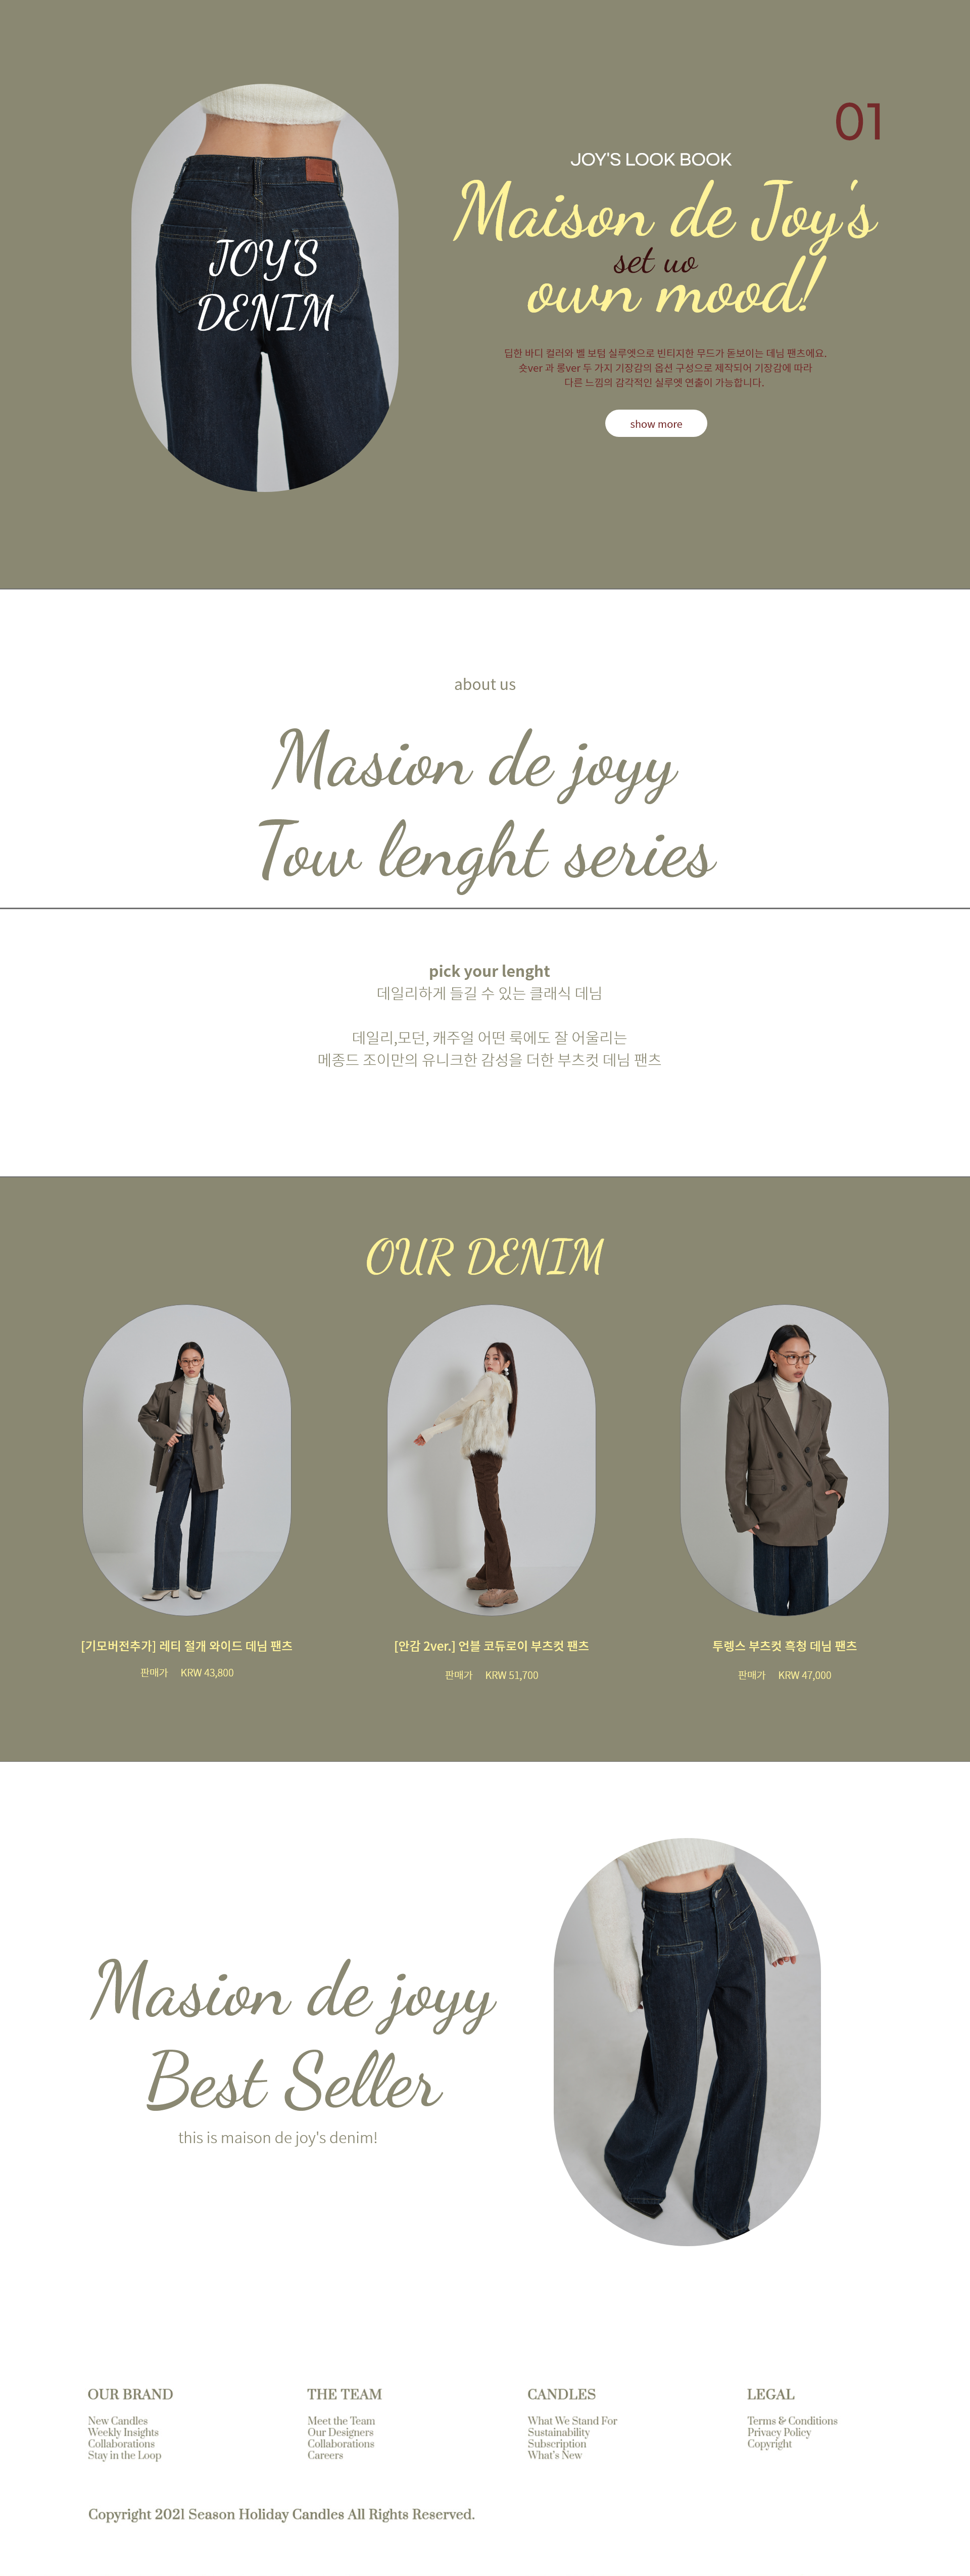 JOY'S
DENIM
01
JOY'S LOOK BOOK
Maison de Joy's
set uo
own mood!
딥한 바디 컬러와 벨 보텀 실루엣으로 빈티지한 무드가 돋보이는 데님 팬츠에요.
숏ver 과 롱ver 두 가지 기장감의 옵션 구성으로 제작되어 기장감에 따라
다른 느낌의 감각적인 실루엣 연출이 가능합니다.
show more
about us
Masion de joyy
Tow lenght series
pick your lenght
데일리하게 들길 수 있는 클래식 데님
데일리,모던, 캐주얼 어떤 룩에도 잘 어울리는
메종드 조이만의 유니크한 감성을 더한 부츠컷 데님 팬츠
OUR DENIM
[기모버전추가] 레티 절개 와이드 데님 팬츠
판매가 KRW 43,800
[안감 2ver.] 언블 코듀로이 부츠컷 팬츠
판매가 KRW 51,700
투렝스 부츠컷 흑청 데님 팬츠
판매가 KRW 47,000
Masion de joyy
Best Seller
this is maison de joy's denim!
OUR BRAND
New Candles
Weekly Insights
Collaborations
Stay in the Loop
THE TEAM
Meet the Team
Our Designers
Collaborations
Careers
CANDLES
What We Stand For
Sustainability
Subscription
What's New
LEGAL
Terms & Conditions
Privacy Policy
Copyright
Copyright 2021 Season Holiday Candles All Rights Reserved.